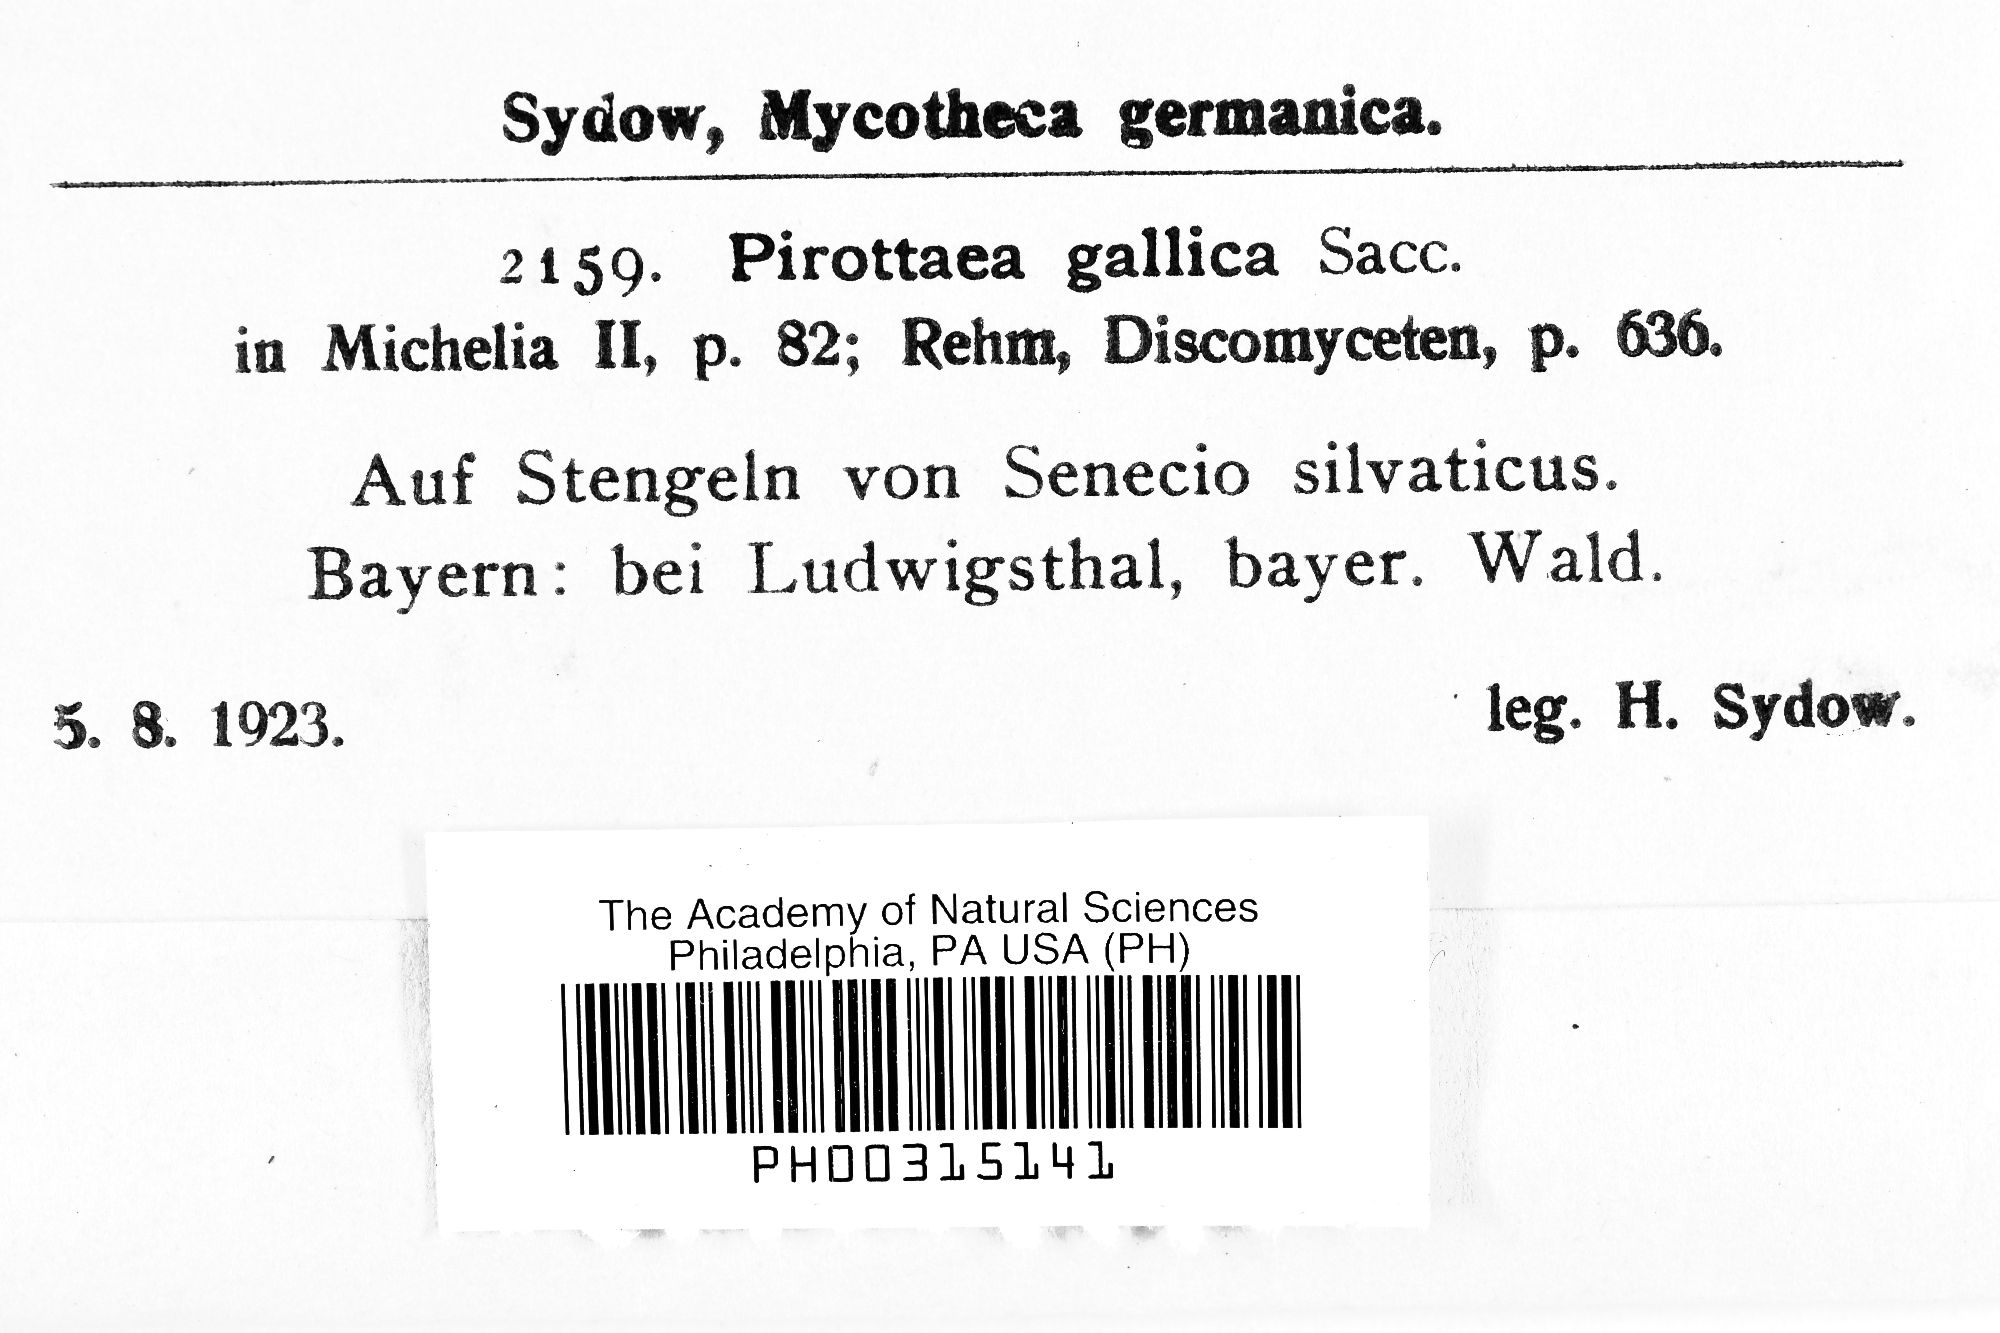 Sydow, Mycotheca germanica.
2159. Pirottaea gallica Sacc.
in Michelia II, p. 82; Rehm, Discomyceten, p. 636.
Auf Stengeln von Senecio silvaticus.
Bayern: bei Ludwigsthal, bayer. Wald.
5. 8. 1923. leg. H. Sydow.
The Academy of Natural Sciences
Philadelphia, PA USA (PH)
PH00315141